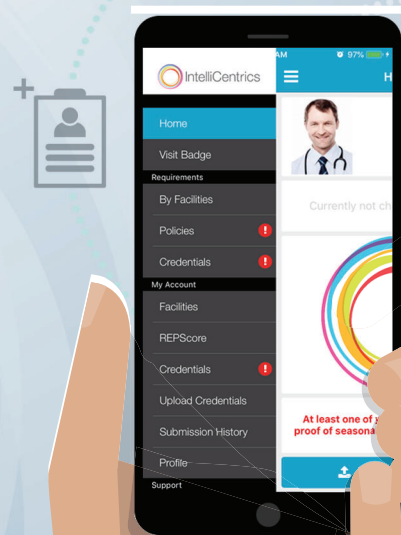 AM
97%
IntelliCentrics
H
Home
Visit Badge
Requirements
By Facilities
Currently not ch
Policies
!
Credentials
!
My Account
Facilities
REPScore
Credentials
!
Upload Credentials
At least one of
Submission History
proof of seasona
Profile
Support